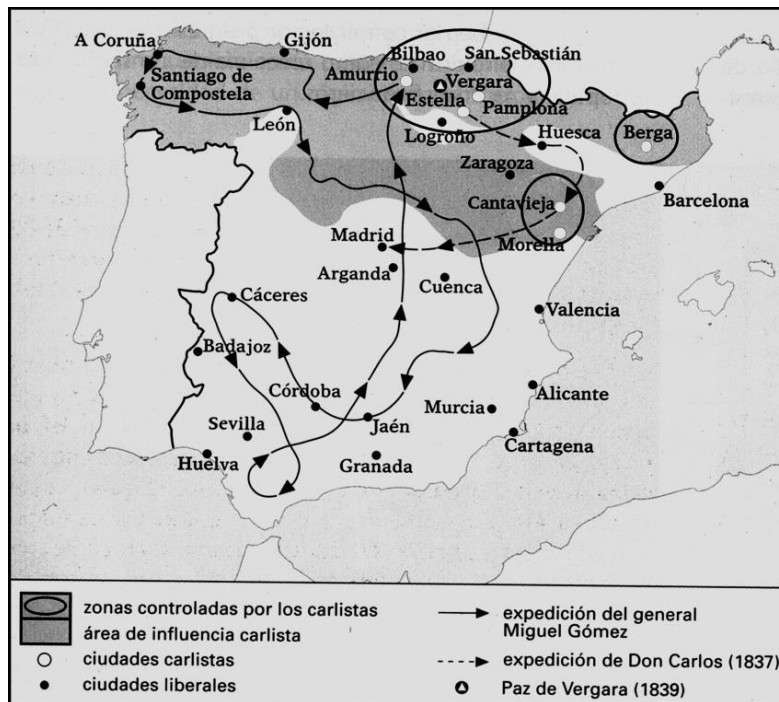 A Coruña
Gijón
Bilbao
San Sebastián
Amurrio
Vergara
Santiago de
Compostela
Estella
Pamplona
León
Logroño
Huesca
Berga
Zaragoza
Barcelona
Cantavieja
Madrid
Morella
Arganda
Cuenca
Cáceres
Valencia
Badajoz
Alicante
Córdoba
Murcia
Sevilla
Jaén
Cartagena
Huelva
Granada
zonas controladas por los carlistas
área de influencia carlista
ciudades carlistas
ciudades liberales
expedición del general
Miguel Gómez
expedición de Don Carlos (1837)
Paz de Vergara (1839)